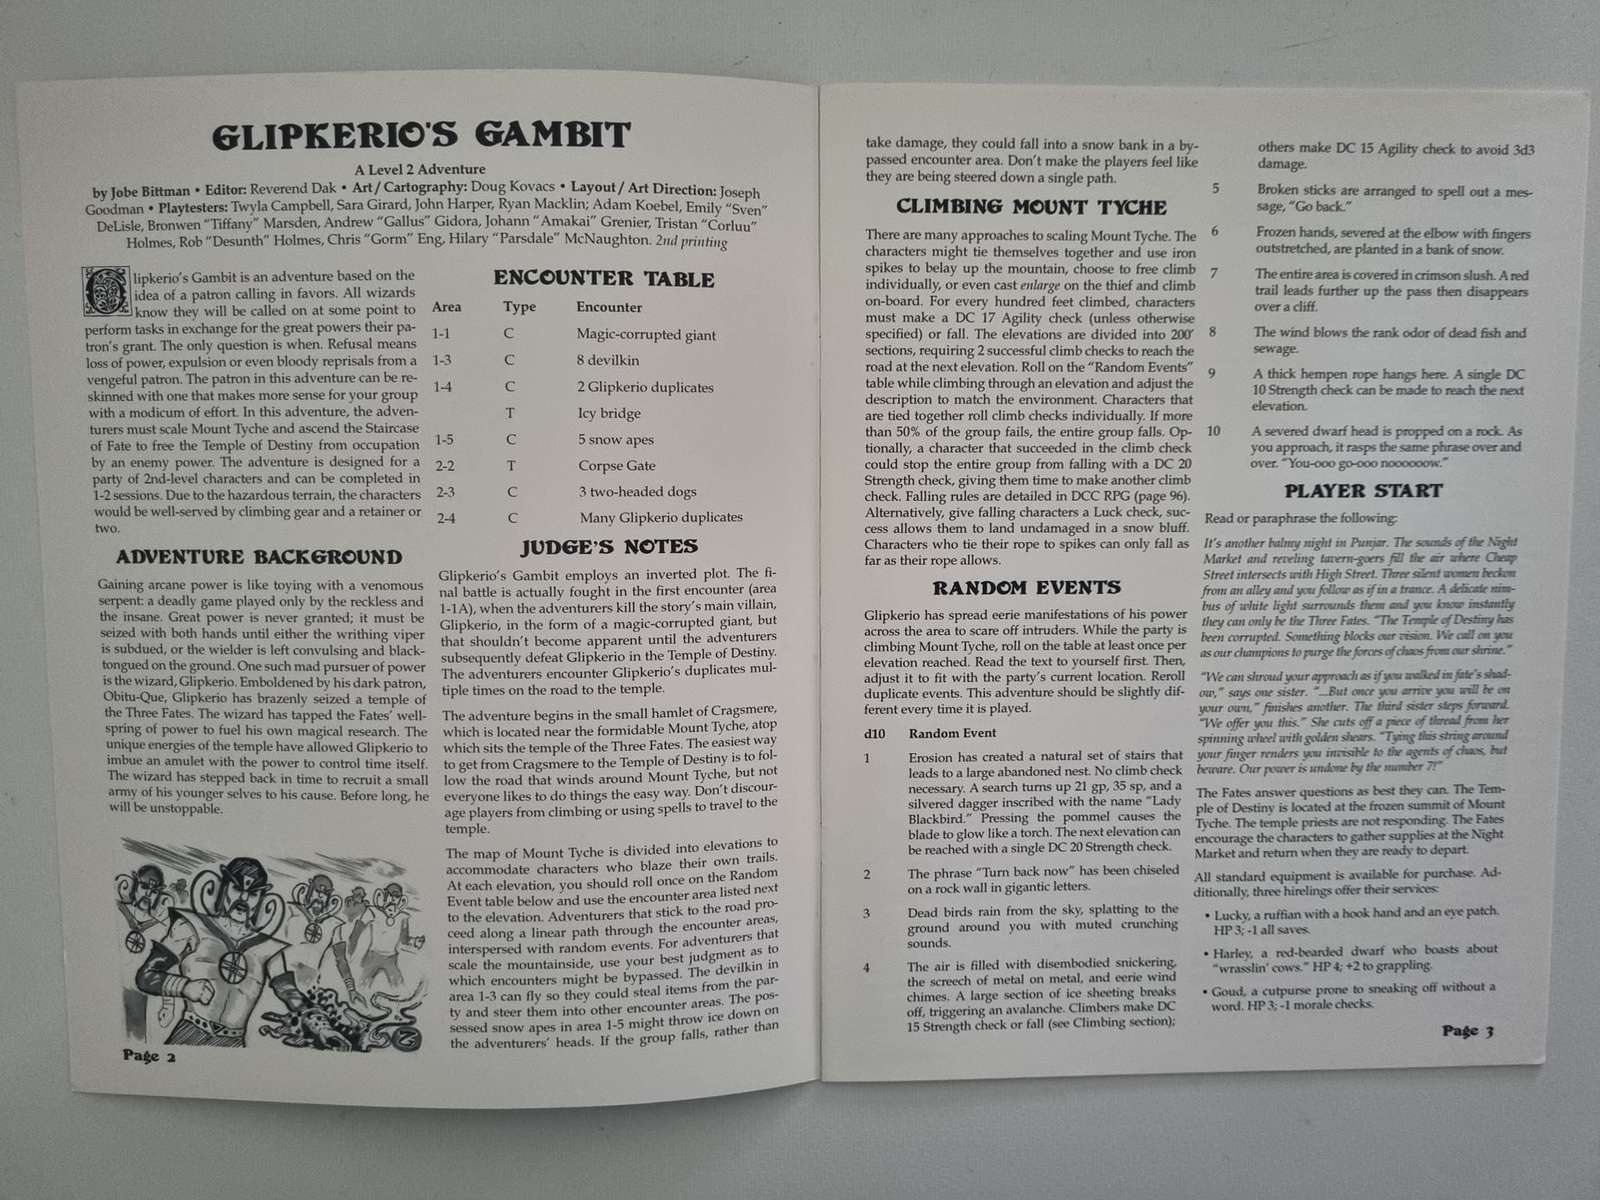 GLIPKERIO'S GAMBIT
A Level 2 Adventure
by Jobe Bittman • Editor: Reverend Dak • Art / Cartography: Doug Kovacs • Layout / Art Direction: Joseph
Goodman • Playtesters: Twyla Campbell, Sara Girard, John Harper, Ryan Macklin; Adam Koebel, Emily "Sven"
DeLisle, Bronwen "Tiffany" Marsden, Andrew "Gallus" Gidora, Johann "Amakai" Grenier, Tristan "Corluu"
Holmes, Rob "Desunth" Holmes, Chris "Gorm" Eng, Hilary "Parsdale" McNaughton. 2nd printing
Glipkerio's Gambit is an adventure based on the
idea of a patron calling in favors. All wizards
know they will be called on at some point to
perform tasks in exchange for the great powers their pa-
tron's grant. The only question is when. Refusal means
loss of power, expulsion or even bloody reprisals from a
vengeful patron. The patron in this adventure can be re-
skinned with one that makes more sense for your group
with a modicum of effort. In this adventure, the adven-
turers must scale Mount Tyche and ascend the Staircase
of Fate to free the Temple of Destiny from occupation
by an enemy power. The adventure is designed for a
party of 2nd-level characters and can be completed in
1-2 sessions. Due to the hazardous terrain, the characters
would be well-served by climbing gear and a retainer or
two.
ADVENTURE BACKGROUND
Gaining arcane power is like toying with a venomous
serpent: a deadly game played only by the reckless and
the insane. Great power is never granted; it must be
seized with both hands until either the writhing viper
is subdued, or the wielder is left convulsing and black-
tongued on the ground. One such mad pursuer of power
is the wizard, Glipkerio. Emboldened by his dark patron,
Obitu-Que, Glipkerio has brazenly seized a temple of
the Three Fates. The wizard has tapped the Fates' well-
spring of power to fuel his own magical research. The
unique energies of the temple have allowed Glipkerio to
imbue an amulet with the power to control time itself.
The wizard has stepped back in time to recruit a small
army of his younger selves to his cause. Before long, he
will be unstoppable.
Page 2
ENCOUNTER TABLE
Area Type Encounter
1-1 C Magic-corrupted giant
1-3 C 8 devilkin
1-4 C 2 Glipkerio duplicates
T Icy bridge
1-5 C 5 snow apes
2-2 T Corpse Gate
2-3 C 3 two-headed dogs
2-4 C Many Glipkerio duplicates
JUDGE'S NOTES
Glipkerio's Gambit employs an inverted plot. The fi-
nal battle is actually fought in the first encounter (area
1-1A), when the adventurers kill the story's main villain,
Glipkerio, in the form of a magic-corrupted giant, but
that shouldn't become apparent until the adventurers
subsequently defeat Glipkerio in the Temple of Destiny.
The adventurers encounter Glipkerio's duplicates mul-
tiple times on the road to the temple.
The adventure begins in the small hamlet of Cragsmere,
which is located near the formidable Mount Tyche, atop
which sits the temple of the Three Fates. The easiest way
to get from Cragsmere to the Temple of Destiny is to fol-
low the road that winds around Mount Tyche, but not
everyone likes to do things the easy way. Don't discour-
age players from climbing or using spells to travel to the
temple.
The map of Mount Tyche is divided into elevations to
accommodate characters who blaze their own trails.
At each elevation, you should roll once on the Random
Event table below and use the encounter area listed next
to the elevation. Adventurers that stick to the road pro-
ceed along a linear path through the encounter areas,
interspersed with random events. For adventurers that
scale the mountainside, use your best judgment as to
which encounters might be bypassed. The devilkin in
area 1-3 can fly so they could steal items from the par-
ty and steer them into other encounter areas. The pos-
sessed snow apes in area 1-5 might throw ice down on
the adventurers' heads. If the group falls, rather than
take damage, they could fall into a snow bank in a by-
passed encounter area. Don't make the players feel like
they are being steered down a single path.
CLIMBING MOUNT TYCHE
There are many approaches to scaling Mount Tyche. The
characters might tie themselves together and use iron
spikes to belay up the mountain, choose to free climb
individually, or even cast enlarge on the thief and climb
on-board. For every hundred feet climbed, characters
must make a DC 17 Agility check (unless otherwise
specified) or fall. The elevations are divided into 200'
sections, requiring 2 successful climb checks to reach the
road at the next elevation. Roll on the "Random Events"
table while climbing through an elevation and adjust the
description to match the environment. Characters that
are tied together roll climb checks individually. If more
than 50% of the group fails, the entire group falls. Op-
tionally, a character that succeeded in the climb check
could stop the entire group from falling with a DC 20
Strength check, giving them time to make another climb
check. Falling rules are detailed in DCC RPG (page 96).
Alternatively, give falling characters a Luck check, suc-
cess allows them to land undamaged in a snow bluff.
Characters who tie their rope to spikes can only fall as
far as their rope allows.
RANDOM EVENTS
Glipkerio has spread eerie manifestations of his power
across the area to scare off intruders. While the party is
climbing Mount Tyche, roll on the table at least once per
elevation reached. Read the text to yourself first. Then,
adjust it to fit with the party's current location. Reroll
duplicate events. This adventure should be slightly dif-
ferent every time it is played.
d10 Random Event
1 Erosion has created a natural set of stairs that
leads to a large abandoned nest. No climb check
necessary. A search turns up 21 gp, 35 sp, and a
silvered dagger inscribed with the name "Lady
Blackbird." Pressing the pommel causes the
blade to glow like a torch. The next elevation can
be reached with a single DC 20 Strength check.
2 The phrase "Turn back now" has been chiseled
on a rock wall in gigantic letters.
3 Dead birds rain from the sky, splatting to the
ground around you with muted crunching
sounds.
4 The air is filled with disembodied snickering,
the screech of metal on metal, and eerie wind
chimes. A large section of ice sheeting breaks
off, triggering an avalanche. Climbers make DC
15 Strength check or fall (see Climbing section);
others make DC 15 Agility check to avoid 3d3
damage.
5 Broken sticks are arranged to spell out a mes-
sage, "Go back."
6 Frozen hands, severed at the elbow with fingers
outstretched, are planted in a bank of snow.
7 The entire area is covered in crimson slush. A red
trail leads further up the pass then disappears
over a cliff.
8 The wind blows the rank odor of dead fish and
sewage.
9 A thick hempen rope hangs here. A single DC
10 Strength check can be made to reach the next
elevation.
10 A severed dwarf head is propped on a rock. As
you approach, it rasps the same phrase over and
over. "You-ooo go-ooo nooooow."
PLAYER START
Read or paraphrase the following:
It's another balmy night in Punjar. The sounds of the Night
Market and reveling tavern-goers fill the air where Cheap
Street intersects with High Street. Three silent women beckon
from an alley and you follow as if in a trance. A delicate nim-
bus of white light surrounds them and you know instantly
they can only be the Three Fates. "The Temple of Destiny has
been corrupted. Something blocks our vision. We call on you
as our champions to purge the forces of chaos from our shrine."
"We can shroud your approach as if you walked in fate's shad-
ow," says one sister. "...But once you arrive you will be on
your own," finishes another. The third sister steps forward.
"We offer you this." She cuts off a piece of thread from her
spinning wheel with golden shears. "Tying this string around
your finger renders you invisible to the agents of chaos, but
beware. Our power is undone by the number 7!"
The Fates answer questions as best they can. The Tem-
ple of Destiny is located at the frozen summit of Mount
Tyche. The temple priests are not responding. The Fates
encourage the characters to gather supplies at the Night
Market and return when they are ready to depart.
All standard equipment is available for purchase. Ad-
ditionally, three hirelings offer their services:
• Lucky, a ruffian with a hook hand and an eye patch.
HP 3; -1 all saves.
• Harley, a red-bearded dwarf who boasts about
"wrasslin' cows." HP 4; +2 to grappling.
• Goud, a cutpurse prone to sneaking off without a
word. HP 3; -1 morale checks.
Page 3